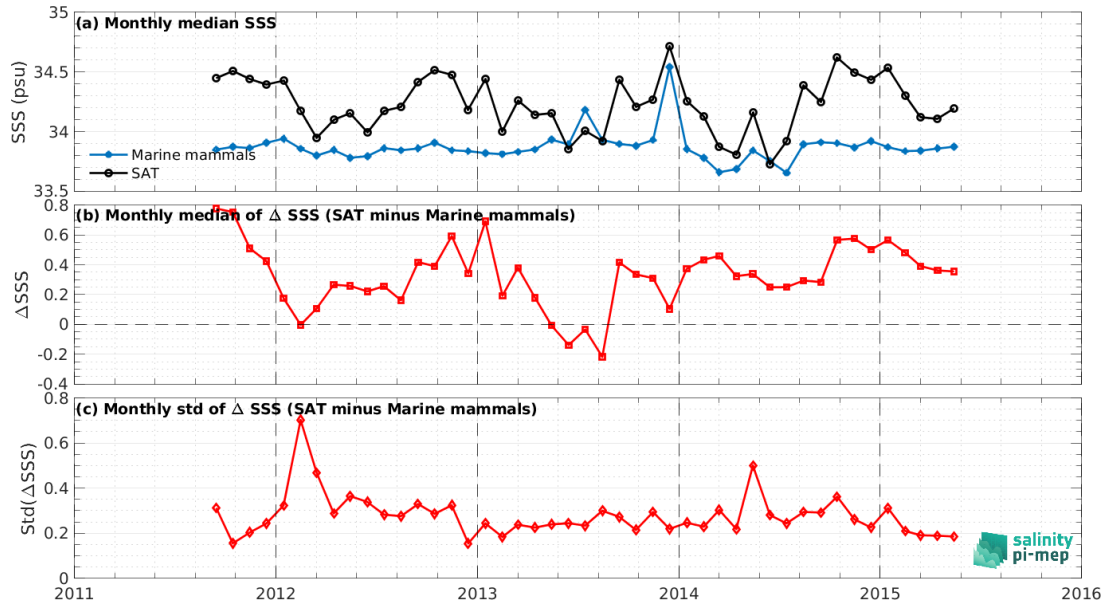 (a) Monthly median SSS
35
34.5
34
33.5
SSS (psu)
Marine mammals
SAT
(b) Monthly median of Δ SSS (SAT minus Marine mammals)
0.8
0.6
0.4
0.2
0
-0.2
-0.4
ΔSSS
(c) Monthly std of Δ SSS (SAT minus Marine mammals)
0.8
0.6
0.4
0.2
0
Std(ΔSSS)
2011 2012 2013 2014 2015 2016
salinity
pi-mep